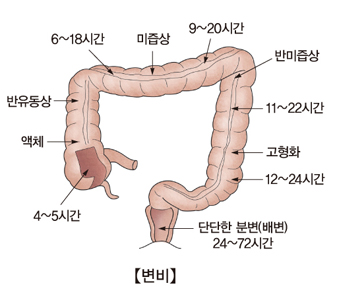 9~20시간
6~18시간
미즙상
반미즙상
반유동상
11~22시간
액체
고형화
12~24시간
4~5시간
단단한 분변(배변)
24~72시간
【변비】